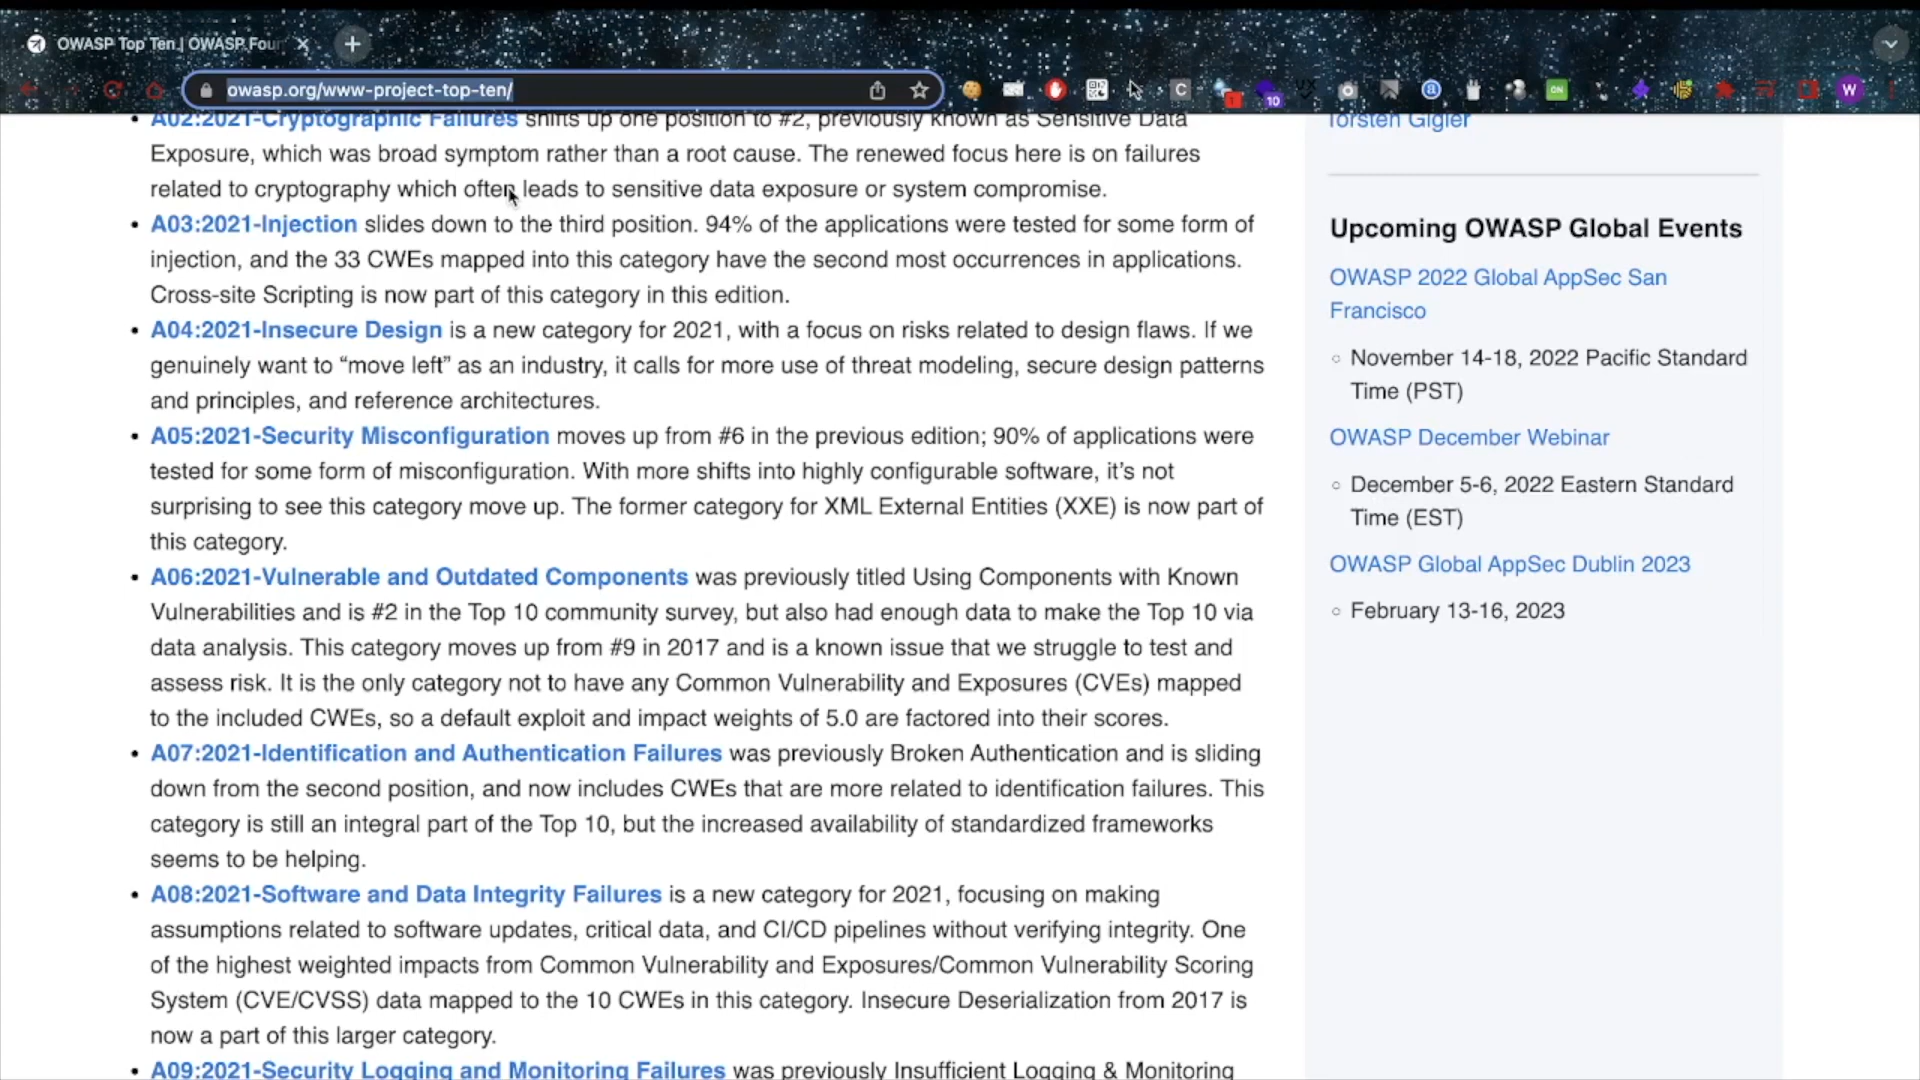 OWASP Top Ten | OWASP Four
owasp.org/www-project-top-ten/
C
1
10
ON
W
A02:2021-Cryptographic Failures shifts up one position to #2, previously known as Sensitive Data
Exposure, which was broad symptom rather than a root cause. The renewed focus here is on failures
related to cryptography which often leads to sensitive data exposure or system compromise.
A03:2021-Injection slides down to the third position. 94% of the applications were tested for some form of
injection, and the 33 CWEs mapped into this category have the second most occurrences in applications.
Cross-site Scripting is now part of this category in this edition.
A04:2021-Insecure Design is a new category for 2021, with a focus on risks related to design flaws. If we
genuinely want to “move left” as an industry, it calls for more use of threat modeling, secure design patterns
and principles, and reference architectures.
A05:2021-Security Misconfiguration moves up from #6 in the previous edition; 90% of applications were
tested for some form of misconfiguration. With more shifts into highly configurable software, it’s not
surprising to see this category move up. The former category for XML External Entities (XXE) is now part of
this category.
A06:2021-Vulnerable and Outdated Components was previously titled Using Components with Known
Vulnerabilities and is #2 in the Top 10 community survey, but also had enough data to make the Top 10 via
data analysis. This category moves up from #9 in 2017 and is a known issue that we struggle to test and
assess risk. It is the only category not to have any Common Vulnerability and Exposures (CVEs) mapped
to the included CWEs, so a default exploit and impact weights of 5.0 are factored into their scores.
A07:2021-Identification and Authentication Failures was previously Broken Authentication and is sliding
down from the second position, and now includes CWEs that are more related to identification failures. This
category is still an integral part of the Top 10, but the increased availability of standardized frameworks
seems to be helping.
A08:2021-Software and Data Integrity Failures is a new category for 2021, focusing on making
assumptions related to software updates, critical data, and CI/CD pipelines without verifying integrity. One
of the highest weighted impacts from Common Vulnerability and Exposures/Common Vulnerability Scoring
System (CVE/CVSS) data mapped to the 10 CWEs in this category. Insecure Deserialization from 2017 is
now a part of this larger category.
A09:2021-Security Logging and Monitoring Failures was previously Insufficient Logging & Monitoring
Torsten Gigler
Upcoming OWASP Global Events
OWASP 2022 Global AppSec San
Francisco
November 14-18, 2022 Pacific Standard
Time (PST)
OWASP December Webinar
December 5-6, 2022 Eastern Standard
Time (EST)
OWASP Global AppSec Dublin 2023
February 13-16, 2023